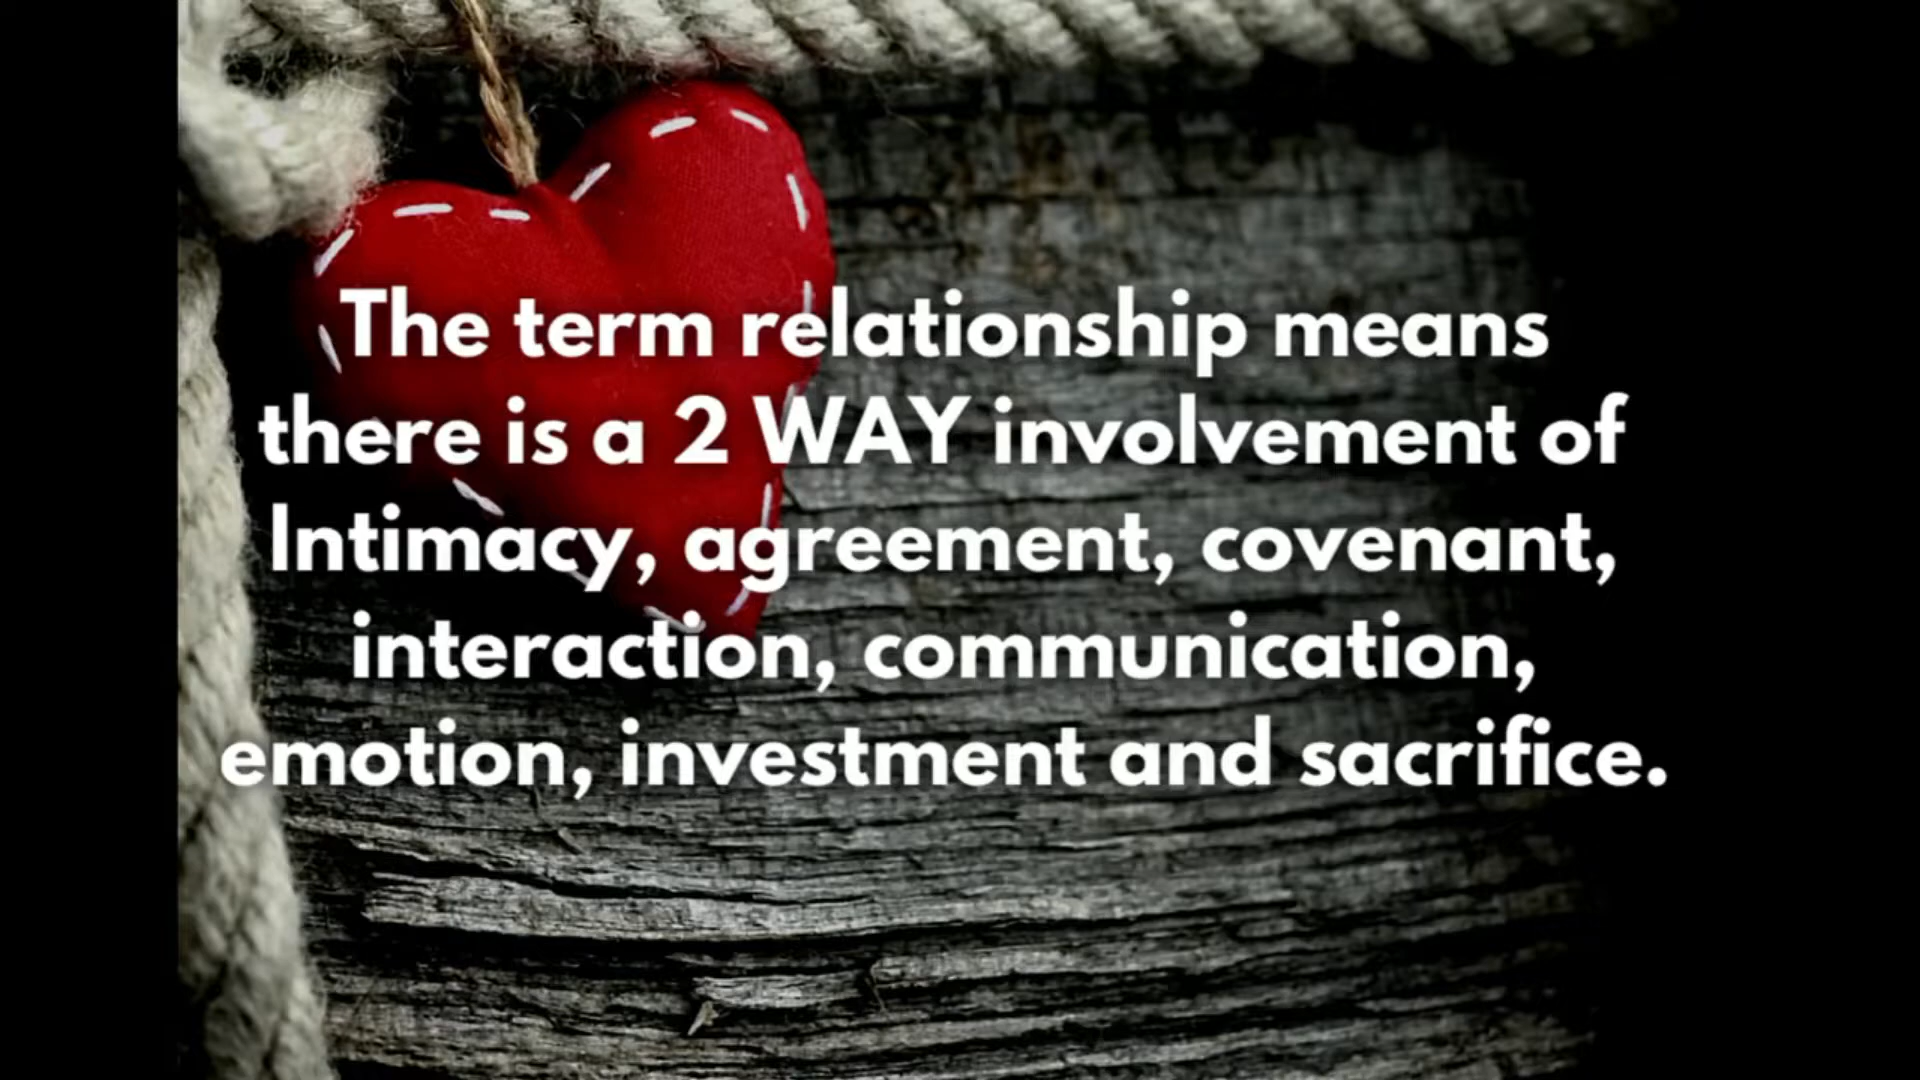 The term relationship means
there is a 2 WAY involvement of
Intimacy, agreement, covenant,
interaction, communication,
emotion, investment and sacrifice.